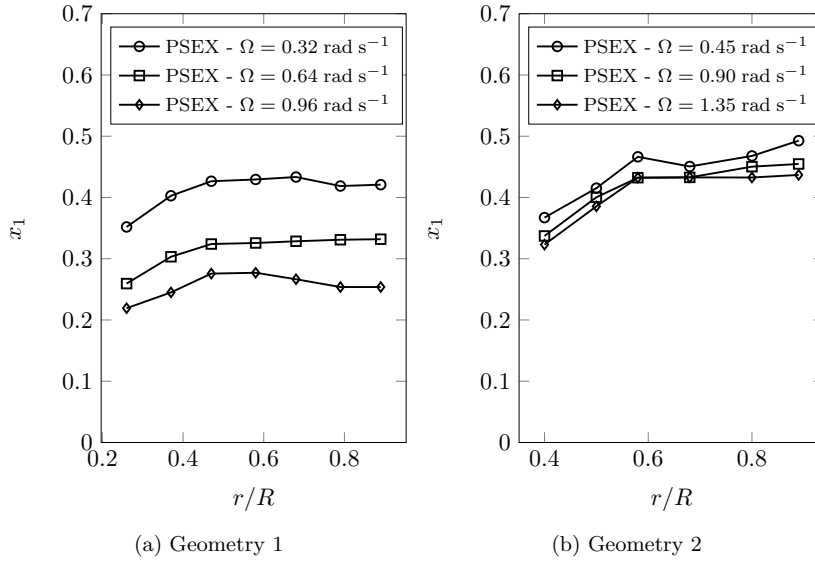 0.7
0.6
0.5
0.4
0.3
0.2
0.1
0
0.2 0.4 0.6 0.8
x₁
r/R
PSEX - Ω = 0.32 rad s⁻¹
PSEX - Ω = 0.64 rad s⁻¹
PSEX - Ω = 0.96 rad s⁻¹
(a) Geometry 1
0.7
0.6
0.5
0.4
0.3
0.2
0.1
0
0.4 0.6 0.8
x₁
r/R
PSEX - Ω = 0.45 rad s⁻¹
PSEX - Ω = 0.90 rad s⁻¹
PSEX - Ω = 1.35 rad s⁻¹
(b) Geometry 2